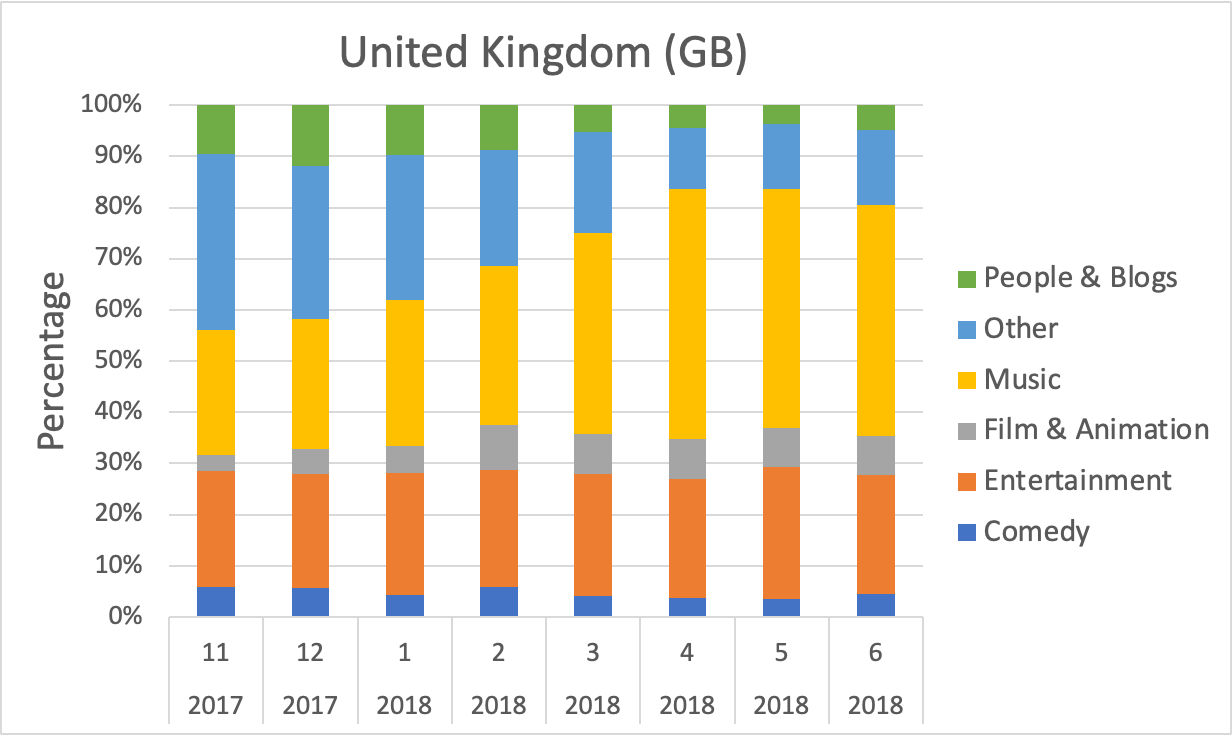 United Kingdom (GB)
Percentage
100%
90%
80%
70%
60%
50%
40%
30%
20%
10%
0%
11 12 1 2 3 4 5 6
2017 2017 2018 2018 2018 2018 2018 2018
People & Blogs
Other
Music
Film & Animation
Entertainment
Comedy